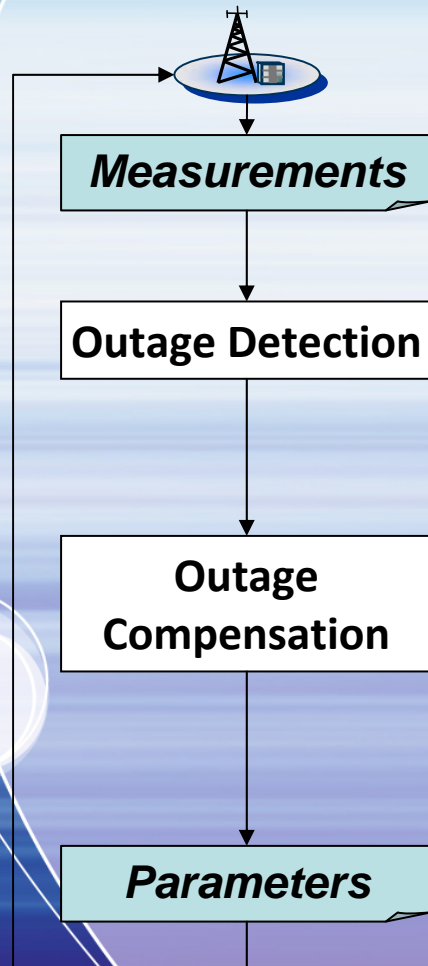 Measurements
Outage Detection
Outage
Compensation
Parameters